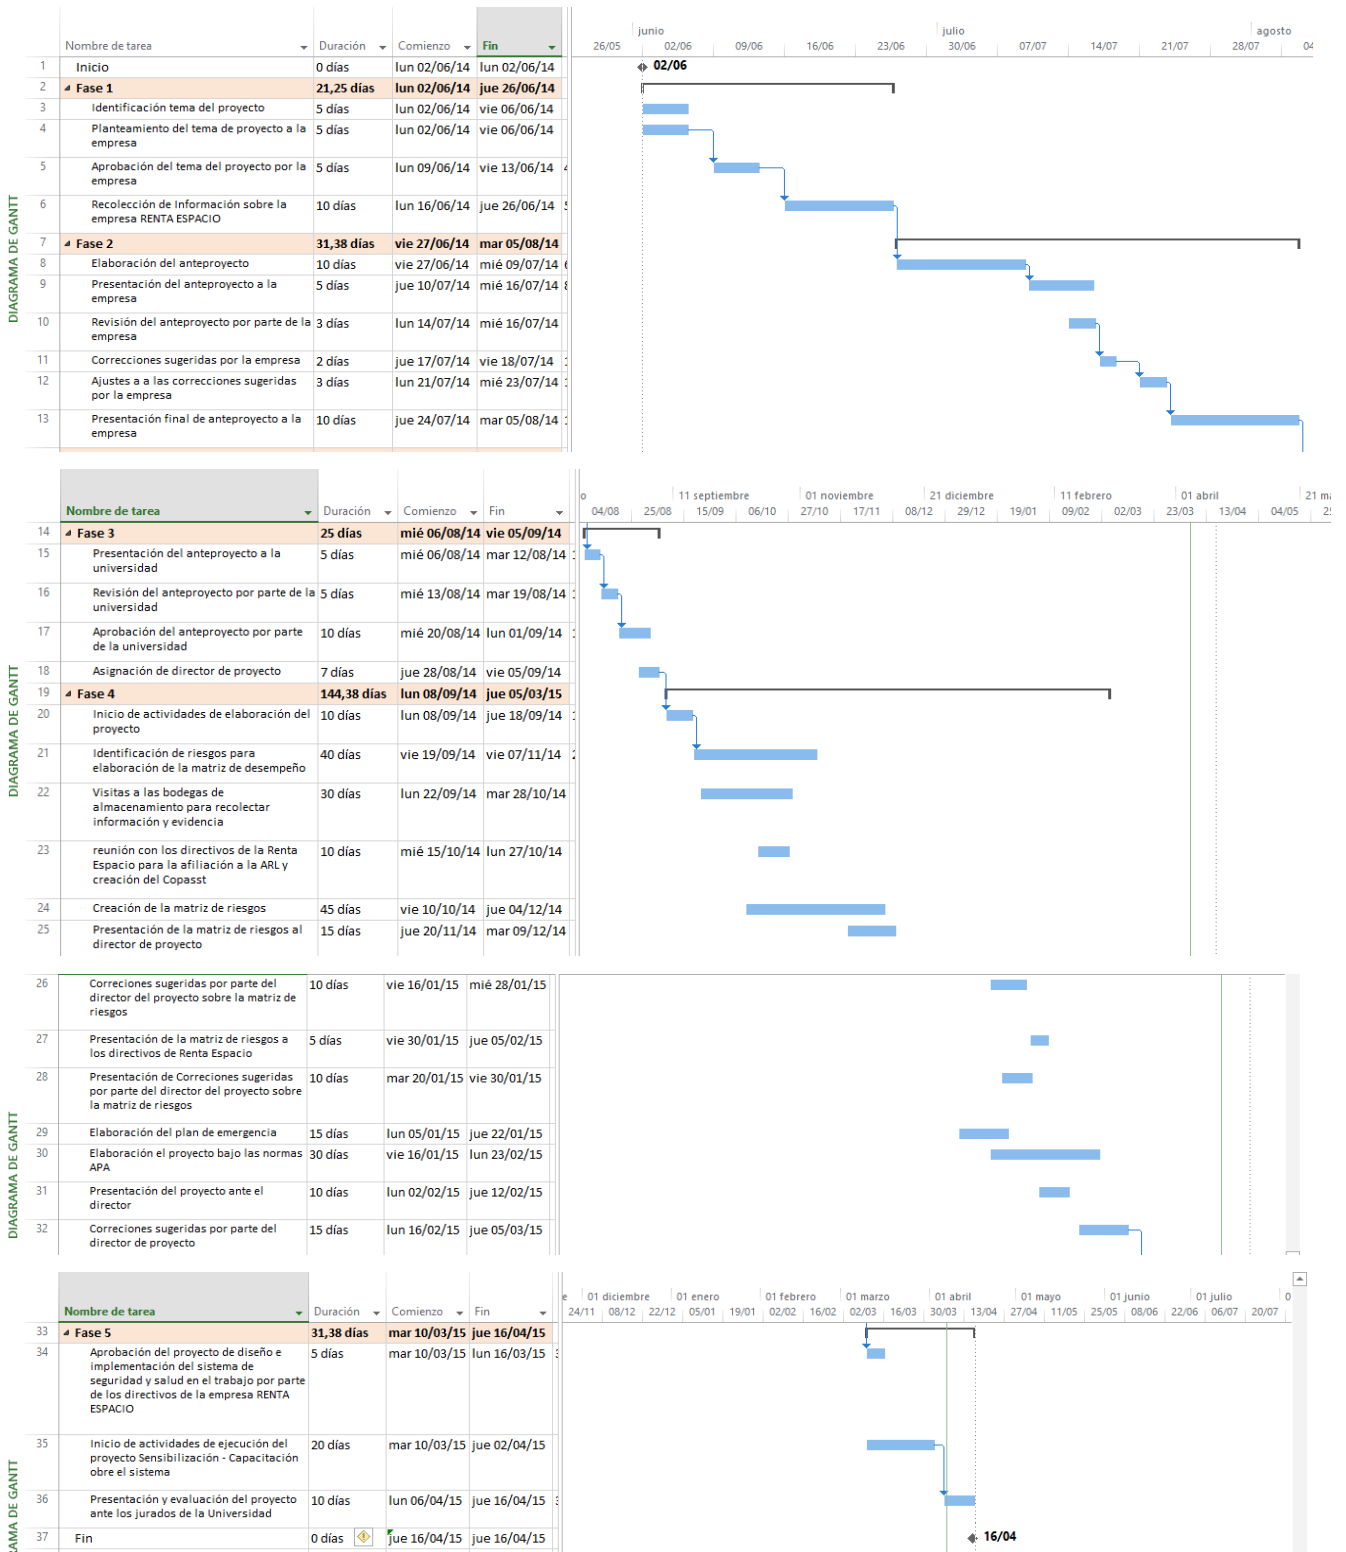 junio julio agosto
Nombre de tarea Duración Comienzo Fin 26/05 02/06 09/06 16/06 23/06 30/06 07/07 14/07 21/07 28/07 04
1 Inicio 0 días lun 02/06/14 lun 02/06/14 02/06
2 Fase 1 21,25 días lun 02/06/14 jue 26/06/14
3 Identificación tema del proyecto 5 días lun 02/06/14 vie 06/06/14
4 Planteamiento del tema de proyecto a la 5 días lun 02/06/14 vie 06/06/14
empresa
5 Aprobación del tema del proyecto por la 5 días lun 09/06/14 vie 13/06/14 4
empresa
6 Recolección de Información sobre la 10 días lun 16/06/14 jue 26/06/14 5
empresa RENTA ESPACIO
7 Fase 2 31,38 días vie 27/06/14 mar 05/08/14
8 Elaboración del anteproyecto 10 días vie 27/06/14 mié 09/07/14 6
9 Presentación del anteproyecto a la 5 días jue 10/07/14 mié 16/07/14 8
empresa
10 Revisión del anteproyecto por parte de la 3 días lun 14/07/14 mié 16/07/14
empresa
11 Correcciones sugeridas por la empresa 2 días jue 17/07/14 vie 18/07/14
12 Ajustes a a las correcciones sugeridas 3 días lun 21/07/14 mié 23/07/14
por la empresa
13 Presentación final de anteproyecto a la 10 días jue 24/07/14 mar 05/08/14
empresa
DIAGRAMA DE GANTT
o 11 septiembre 01 noviembre 21 diciembre 11 febrero 01 abril 21 ma
Nombre de tarea Duración Comienzo Fin 04/08 25/08 15/09 06/10 27/10 17/11 08/12 29/12 19/01 09/02 02/03 23/03 13/04 04/05 25
14 Fase 3 25 días mié 06/08/14 vie 05/09/14
15 Presentación del anteproyecto a la 5 días mié 06/08/14 mar 12/08/14
universidad
16 Revisión del anteproyecto por parte de la 5 días mié 13/08/14 mar 19/08/14
universidad
17 Aprobación del anteproyecto por parte 10 días mié 20/08/14 lun 01/09/14
de la universidad
18 Asignación de director de proyecto 7 días jue 28/08/14 vie 05/09/14
19 Fase 4 144,38 días lun 08/09/14 jue 05/03/15
20 Inicio de actividades de elaboración del 10 días lun 08/09/14 jue 18/09/14
proyecto
21 Identificación de riesgos para 40 días vie 19/09/14 vie 07/11/14
elaboración de la matriz de desempeño
22 Visitas a las bodegas de 30 días lun 22/09/14 mar 28/10/14
almacenamiento para recolectar
información y evidencia
23 reunión con los directivos de la Renta 10 días mié 15/10/14 lun 27/10/14
Espacio para la afiliación a la ARL y
creación del Copasst
24 Creación de la matriz de riesgos 45 días vie 10/10/14 jue 04/12/14
25 Presentación de la matriz de riesgos al 15 días jue 20/11/14 mar 09/12/14
director de proyecto
DIAGRAMA DE GANTT
26 Correciones sugeridas por parte del 10 días vie 16/01/15 mié 28/01/15
director del proyecto sobre la matriz de
riesgos
27 Presentación de la matriz de riesgos a 5 días vie 30/01/15 jue 05/02/15
los directivos de Renta Espacio
28 Presentación de Correciones sugeridas 10 días mar 20/01/15 vie 30/01/15
por parte del director del proyecto sobre
la matriz de riesgos
29 Elaboración del plan de emergencia 15 días lun 05/01/15 jue 22/01/15
30 Elaboración el proyecto bajo las normas 30 días vie 16/01/15 lun 23/02/15
APA
31 Presentación del proyecto ante el 10 días lun 02/02/15 jue 12/02/15
director
32 Correciones sugeridas por parte del 15 días lun 16/02/15 jue 05/03/15
director de proyecto
DIAGRAMA DE GANTT
e 01 diciembre 01 enero 01 febrero 01 marzo 01 abril 01 mayo 01 junio 01 julio 0
Nombre de tarea Duración Comienzo Fin 24/11 08/12 22/12 05/01 19/01 02/02 16/02 02/03 16/03 30/03 13/04 27/04 11/05 25/05 08/06 22/06 06/07 20/07
33 Fase 5 31,38 días mar 10/03/15 jue 16/04/15
34 Aprobación del proyecto de diseño e 5 días mar 10/03/15 lun 16/03/15
implementación del sistema de
seguridad y salud en el trabajo por parte
de los directivos de la empresa RENTA
ESPACIO
35 Inicio de actividades de ejecución del 20 días mar 10/03/15 jue 02/04/15
proyecto Sensibilización - Capacitación
obre el sistema
36 Presentación y evaluación del proyecto 10 días lun 06/04/15 jue 16/04/15
ante los jurados de la Universidad
37 Fin 0 días jue 16/04/15 jue 16/04/15 16/04
AMA DE GANTT